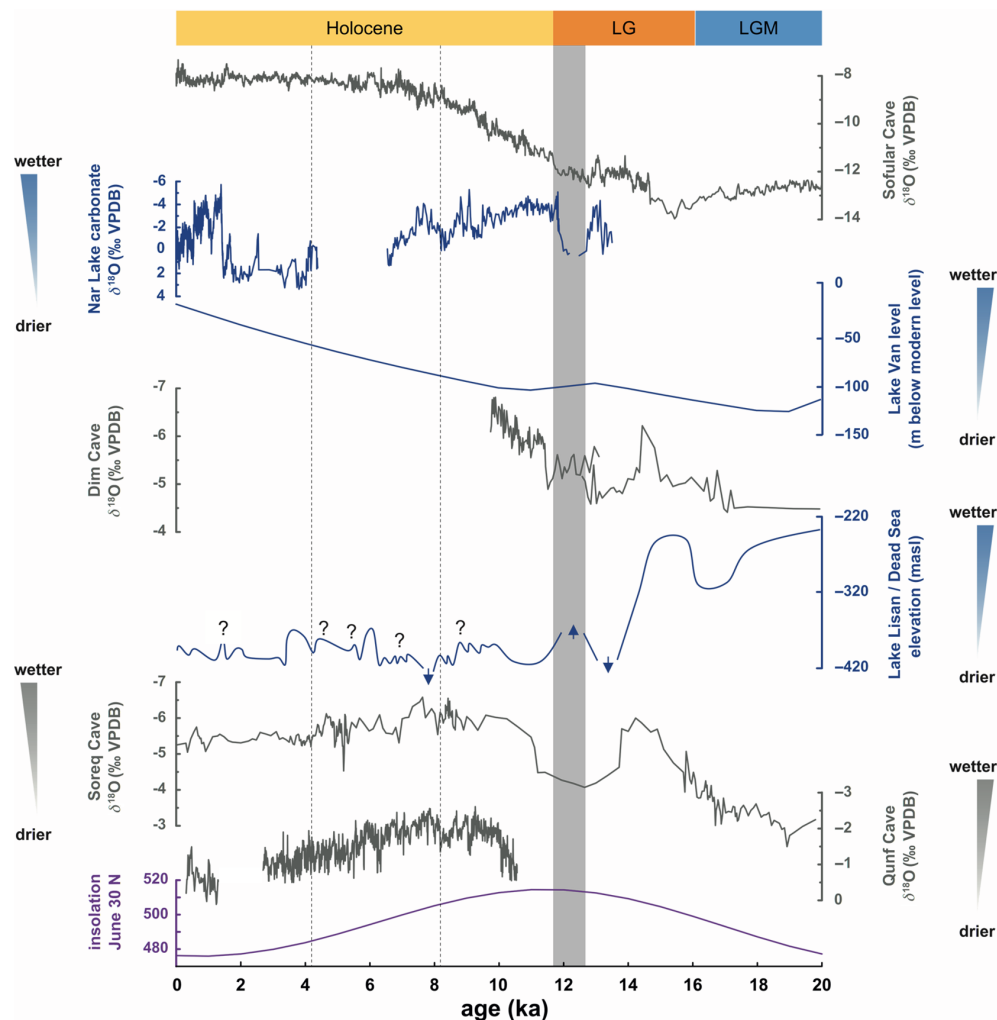 Holocene
LG
LGM
−8
−10
−12
−14
Sofular Cave
δ18O (‰ VPDB)
wetter
drier
-6
-4
-2
0
2
4
Nar Lake carbonate
δ18O (‰ VPDB)
0
−50
−100
−150
Lake Van level
(m below modern level)
wetter
drier
-7
-6
-5
-4
Dim Cave
δ18O (‰ VPDB)
−220
−320
−420
Lake Lisan / Dead Sea
elevation (masl)
wetter
drier
? ? ? ? ?
wetter
drier
-7
-6
-5
-4
-3
Soreq Cave
δ18O (‰ VPDB)
−3
−2
−1
0
Qunf Cave
δ18O (‰ VPDB)
wetter
drier
520
500
480
insolation
June 30 N
0 2 4 6 8 10 12 14 16 18 20
age (ka)